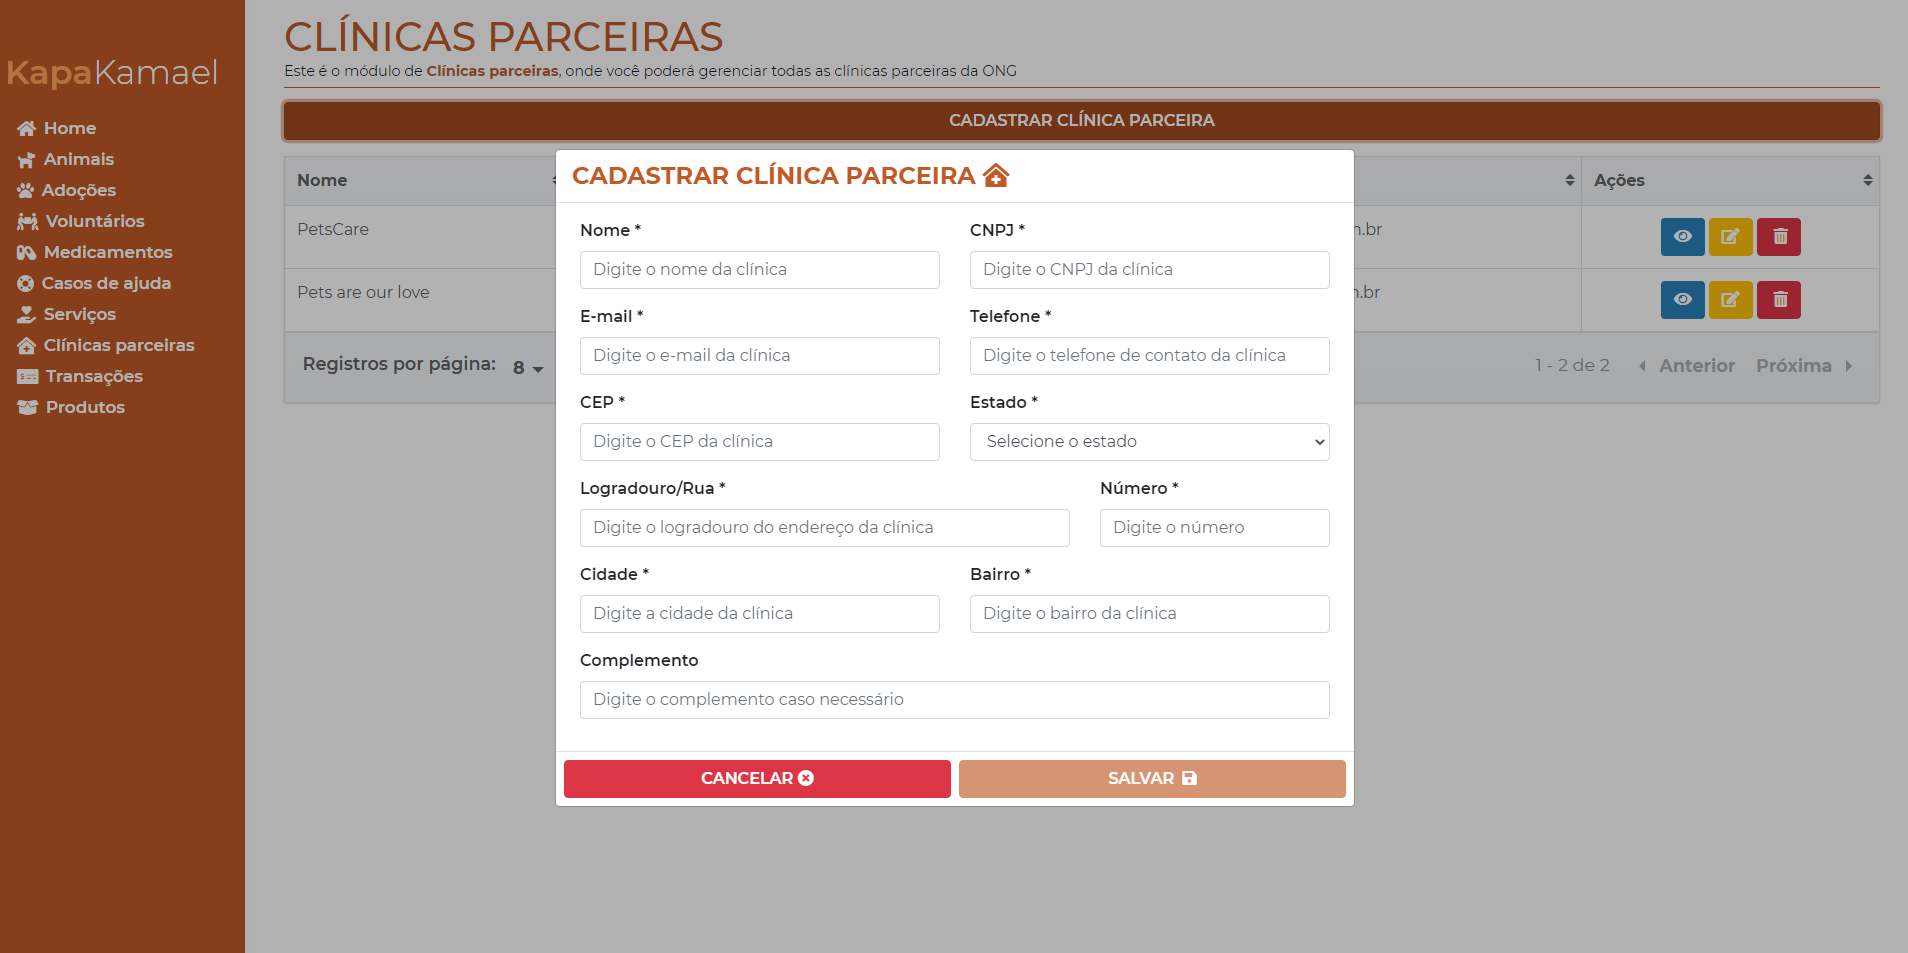 KapaKamael
Home
Animais
Adoções
Voluntários
Medicamentos
Casos de ajuda
Serviços
Clínicas parceiras
Transações
Produtos
CLÍNICAS PARCEIRAS
Este é o módulo de Clínicas parceiras, onde você poderá gerenciar todas as clínicas parceiras da ONG
CADASTRAR CLÍNICA PARCEIRA
Nome
Ações
PetsCare
.br
Pets are our love
.br
Registros por página: 8
1 - 2 de 2 Anterior Próxima
CADASTRAR CLÍNICA PARCEIRA
Nome * CNPJ *
Digite o nome da clínica Digite o CNPJ da clínica
E-mail * Telefone *
Digite o e-mail da clínica Digite o telefone de contato da clínica
CEP * Estado *
Digite o CEP da clínica Selecione o estado
Logradouro/Rua * Número *
Digite o logradouro do endereço da clínica Digite o número
Cidade * Bairro *
Digite a cidade da clínica Digite o bairro da clínica
Complemento
Digite o complemento caso necessário
CANCELAR SALVAR